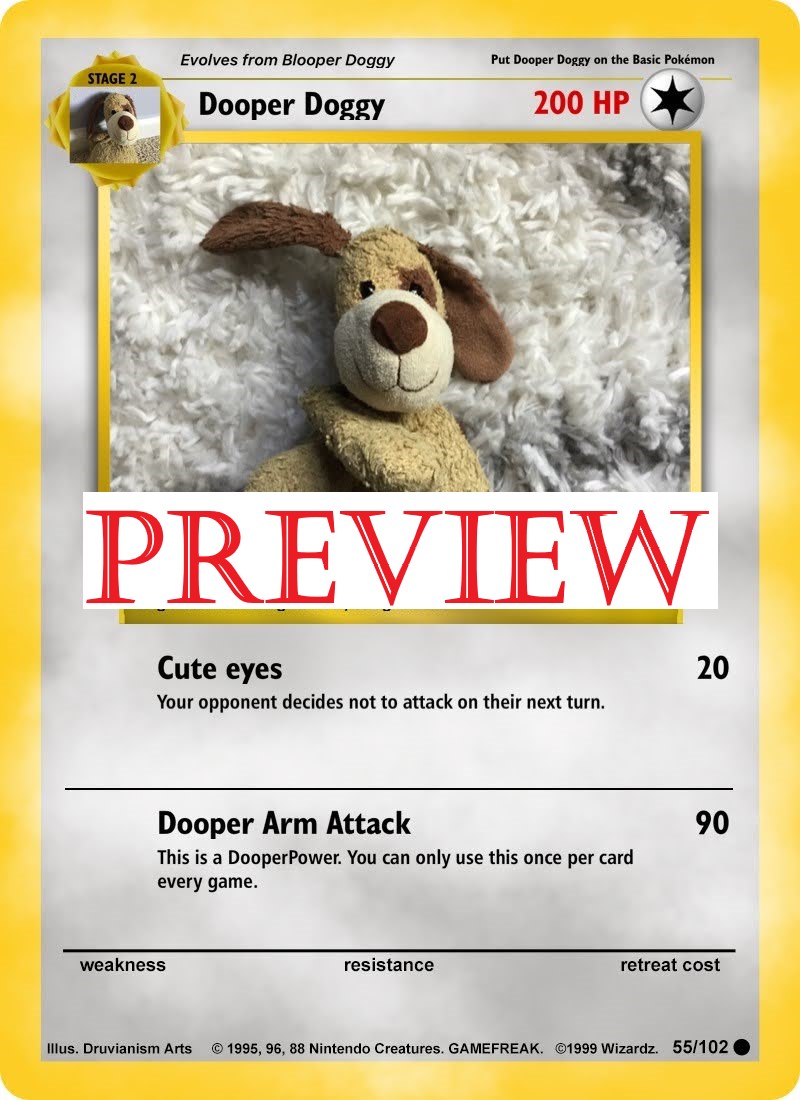 Evolves from Blooper Doggy
Put Dooper Doggy on the Basic Pokémon
STAGE 2
Dooper Doggy
200 HP
PREVIEW
Cute eyes
20
Your opponent decides not to attack on their next turn.
Dooper Arm Attack
90
This is a DooperPower. You can only use this once per card
every game.
weakness
resistance
retreat cost
Illus. Druvianism Arts
© 1995, 96, 88 Nintendo Creatures. GAMEFREAK.
©1999 Wizardz.
55/102